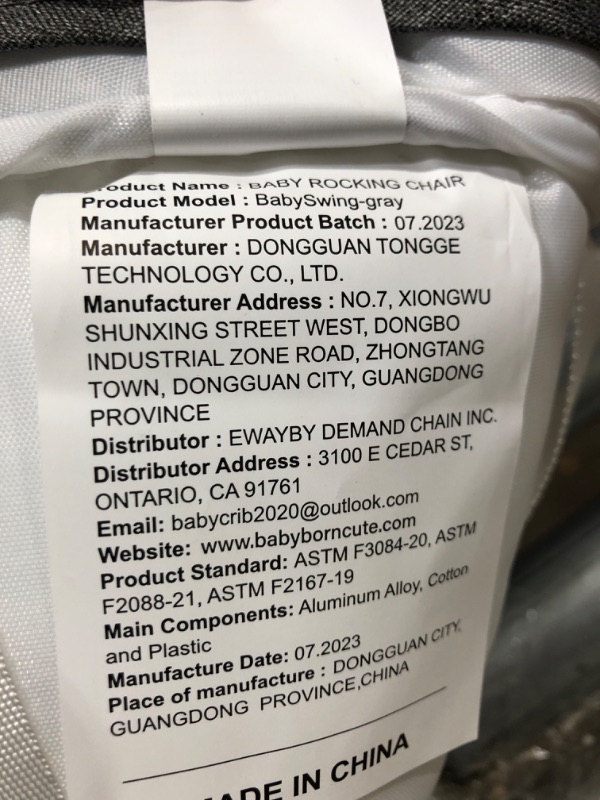 Product Name : BABY ROCKING CHAIR
Product Model : BabySwing-gray
Manufacturer Product Batch : 07.2023
Manufacturer : DONGGUAN TONGGE
TECHNOLOGY CO., LTD.
Manufacturer Address : NO.7, XIONGWU
SHUNXING STREET WEST, DONGBO
INDUSTRIAL ZONE ROAD, ZHONGTANG
TOWN, DONGGUAN CITY, GUANGDONG
PROVINCE
Distributor : EWAYBY DEMAND CHAIN INC.
Distributor Address : 3100 E CEDAR ST,
ONTARIO, CA 91761
Email: babycrib2020@outlook.com
Website: www.babyborncute.com
Product Standard: ASTM F3084-20, ASTM
F2088-21, ASTM F2167-19
Main Components: Aluminum Alloy, Cotton
and Plastic
Manufacture Date: 07.2023
Place of manufacture : DONGGUAN CITY,
GUANGDONG PROVINCE,CHINA
MADE IN CHINA